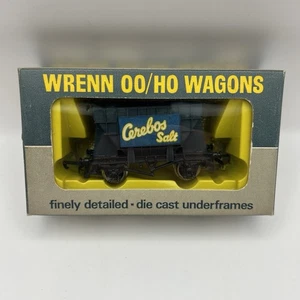 WRENN OO/HO WAGONS
Cerebos
Salt
finely detailed · die cast underframes